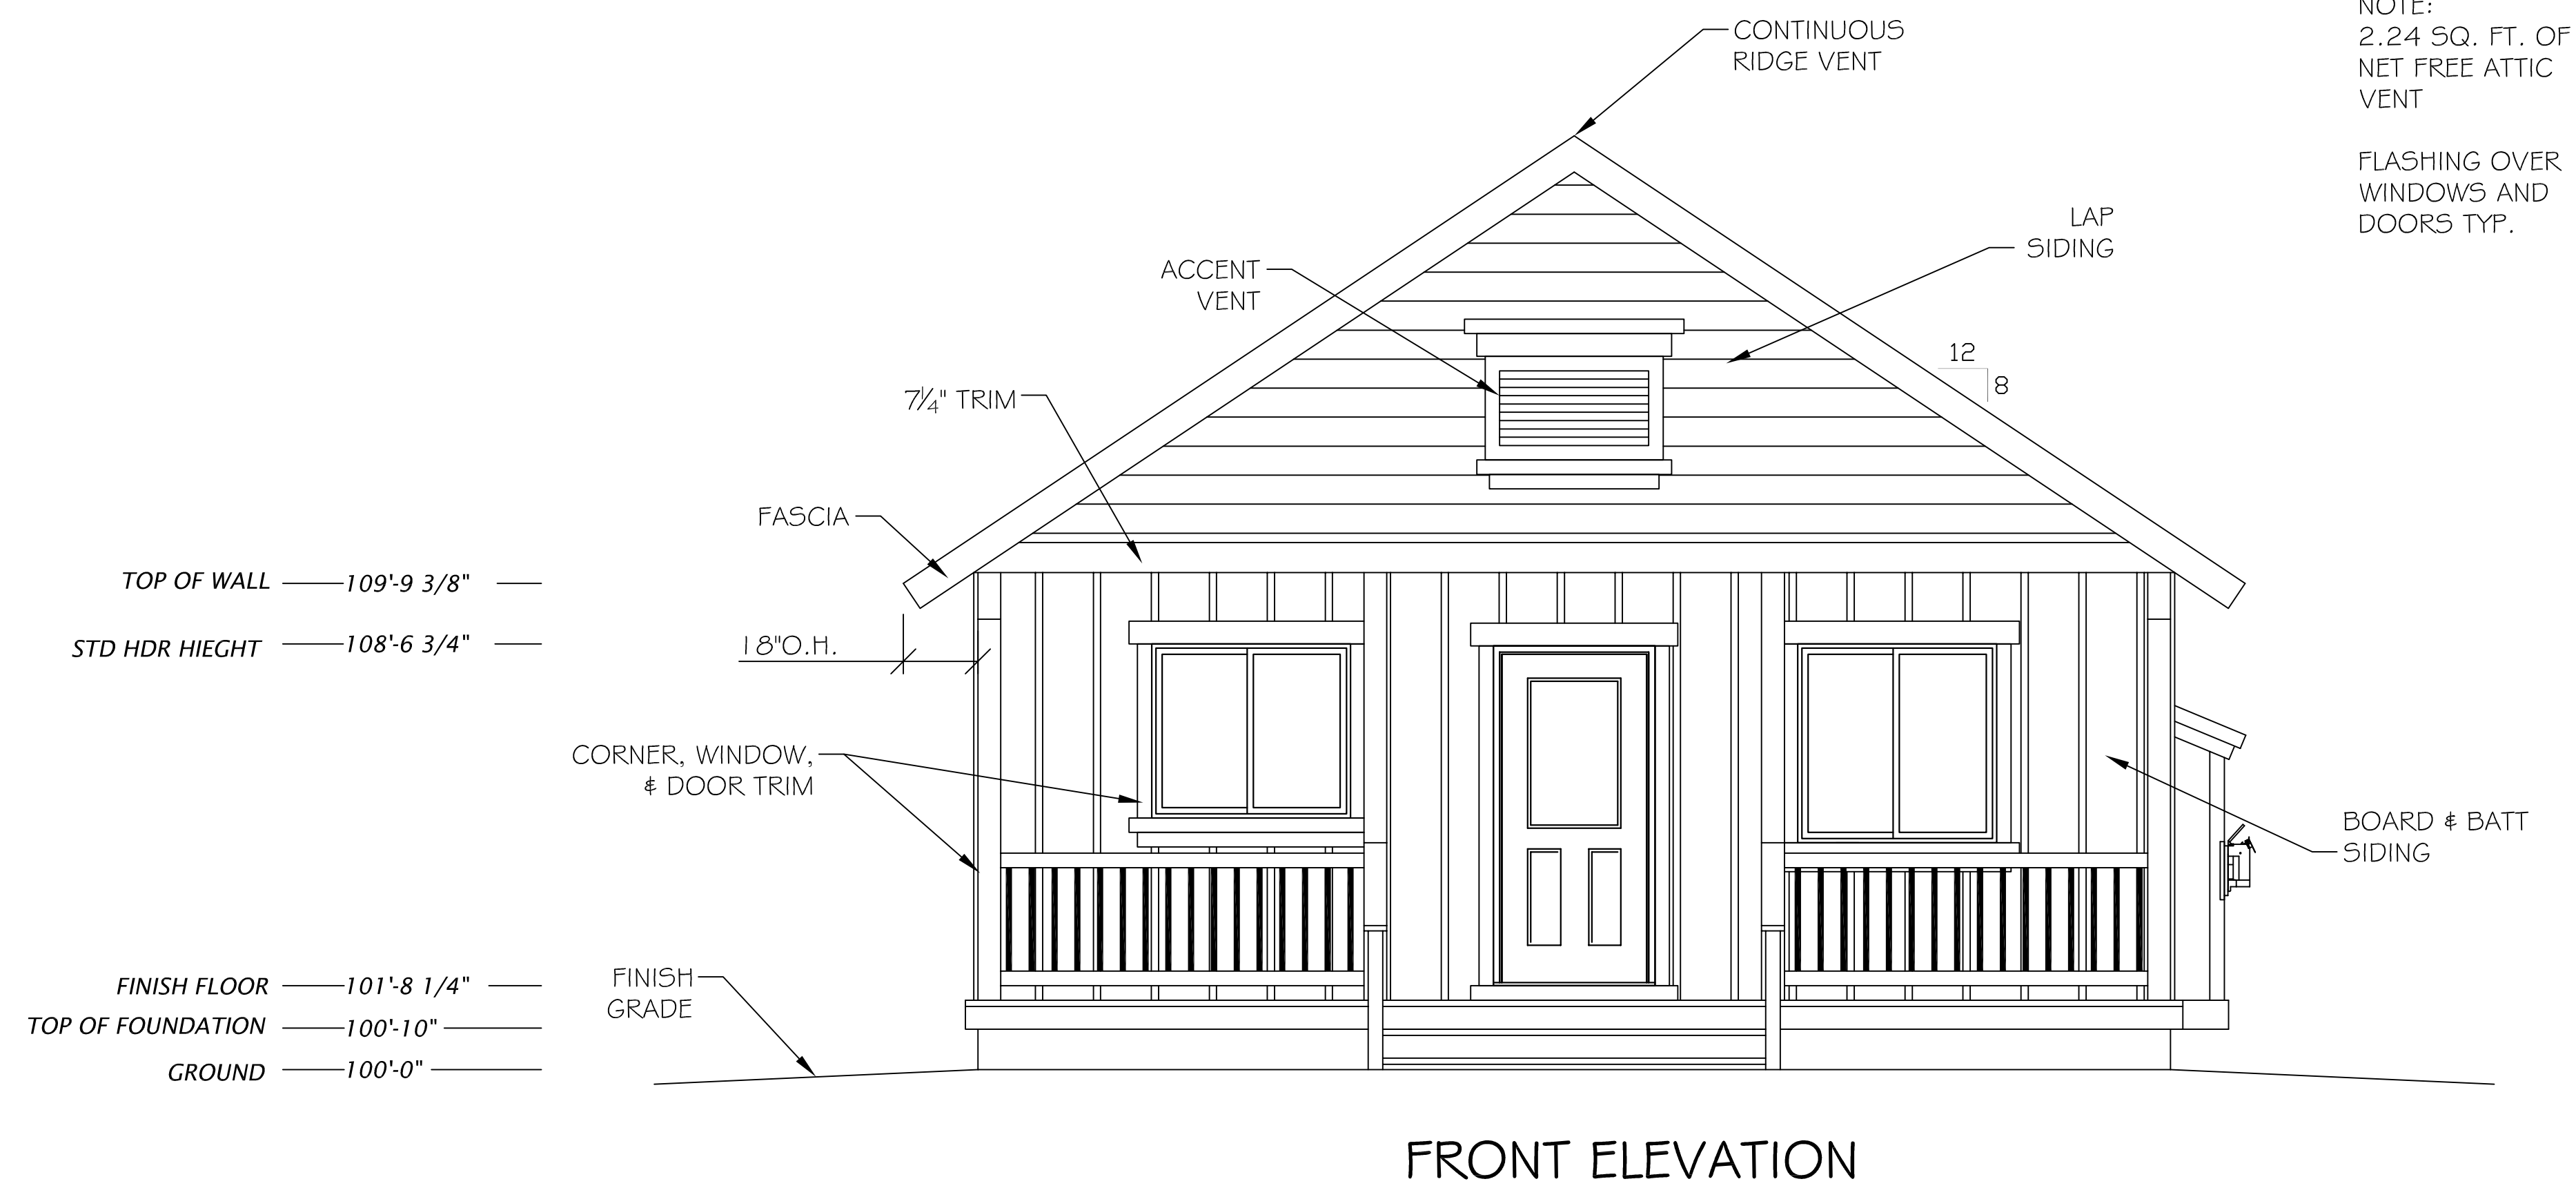 NOTE:
2.24 SQ. FT. OF
NET FREE ATTIC
VENT
FLASHING OVER
WINDOWS AND
DOORS TYP.
CONTINUOUS
RIDGE VENT
LAP
SIDING
ACCENT
VENT
12
8
7¼" TRIM
FASCIA
TOP OF WALL 109'-9 3/8"
STD HDR HIEGHT 108'-6 3/4"
18"O.H.
CORNER, WINDOW,
& DOOR TRIM
BOARD & BATT
SIDING
FINISH FLOOR 101'-8 1/4"
TOP OF FOUNDATION 100'-10"
GROUND 100'-0"
FINISH
GRADE
FRONT ELEVATION